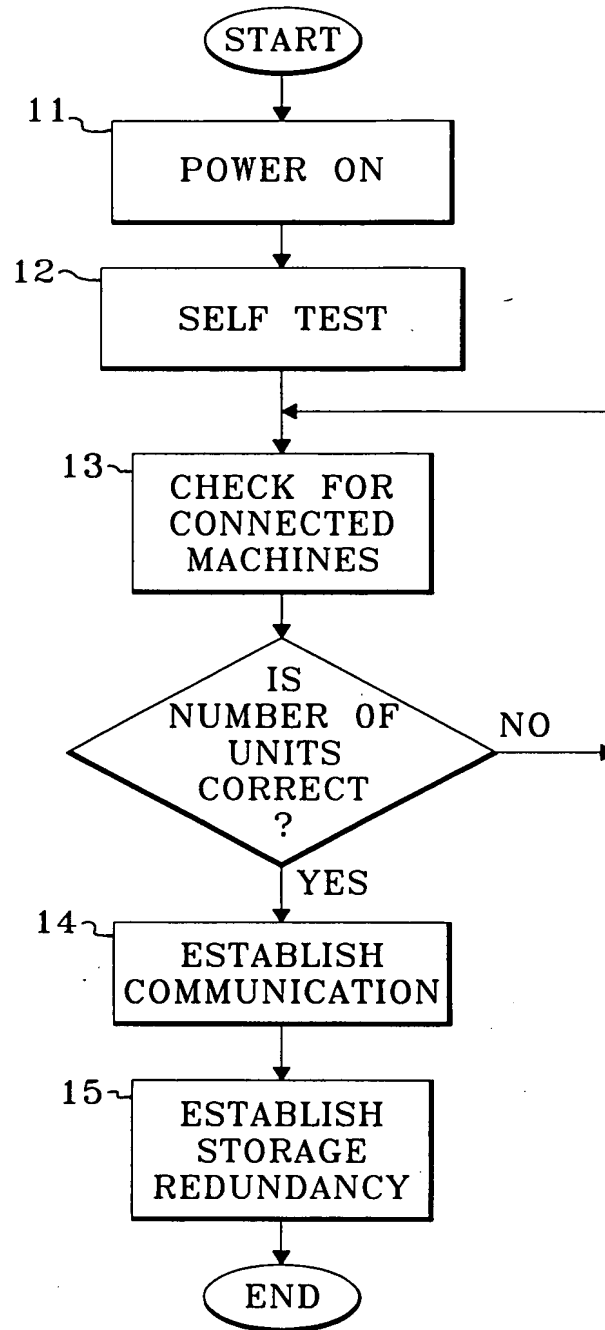 START
11
POWER ON
12
SELF TEST
13
CHECK FOR
CONNECTED
MACHINES
IS
NUMBER OF
UNITS
CORRECT
?
NO
YES
14
ESTABLISH
COMMUNICATION
15
ESTABLISH
STORAGE
REDUNDANCY
END